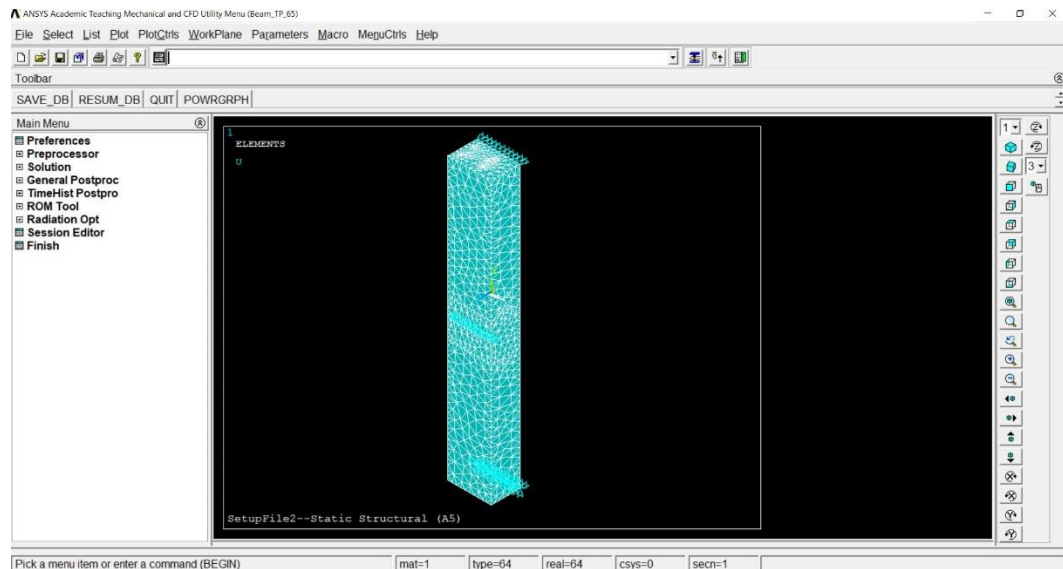 ANSYS Academic Teaching Mechanical and CFD Utility Menu (Beam_TP_65)
File Select List Plot PlotCtrls WorkPlane Parameters Macro MenuCtrls Help
Toolbar
SAVE_DB RESUM_DB QUIT POWRGRPH
Main Menu
Preferences
Preprocessor
Solution
General Postproc
TimeHist Postpro
ROM Tool
Radiation Opt
Session Editor
Finish
1
ELEMENTS
U
SetupFile2--Static Structural (A5)
1
3
Pick a menu item or enter a command (BEGIN) mat=1 type=64 real=64 csys=0 secn=1